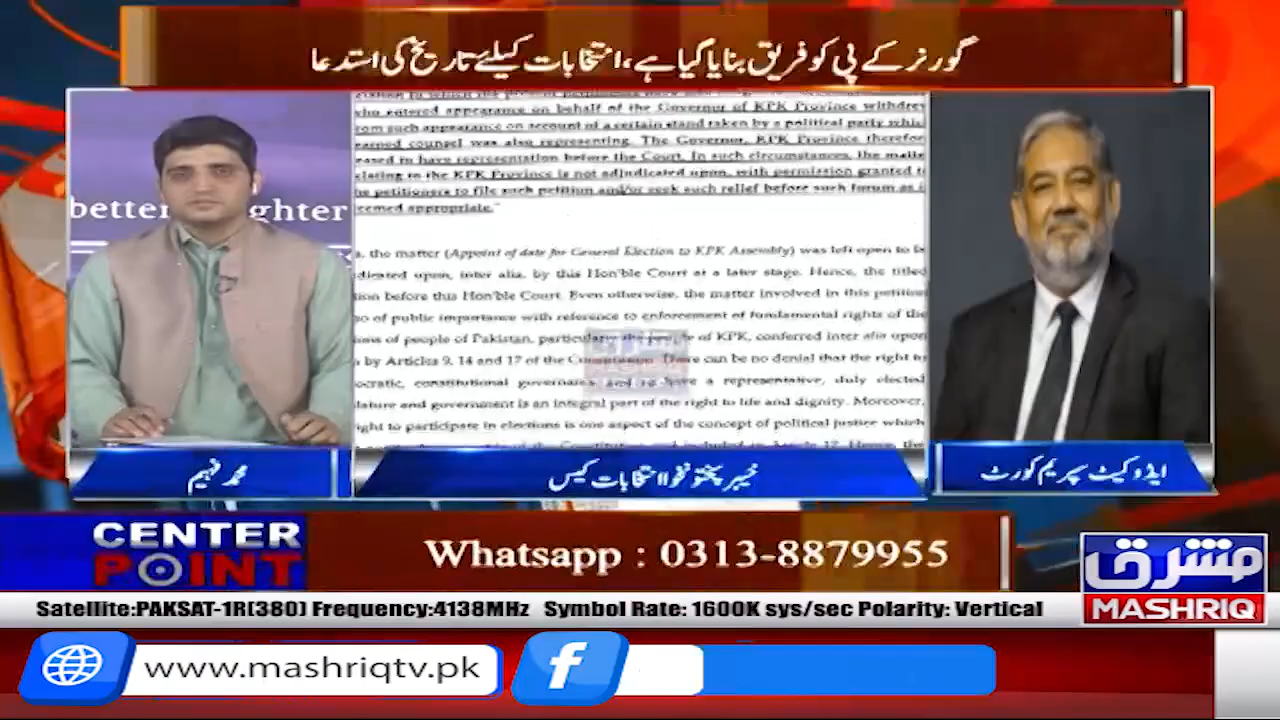 گورنر کے پی کو فریق بنایا گیا ہے، انتخابات کیلئے تاریخ کی استدعا
who entered appearance on behalf of the Governor of KPK Province withdrew
from such appearance on account of a certain stand taken by a political party which
learned counsel was also representing. The Governor, KPK Province therefore
ceased to have representation before the Court. In such circumstances, the matter
relating to the KPK Province is not adjudicated upon, with permission granted to
the petitioners to file such petition and/or seek such relief before such forum as is
deemed appropriate."
the matter (Appoint of date for General Election to KPK Assembly) was left open to be
dicated upon, inter alia, by this Hon'ble Court at a later stage. Hence, the titled
tion before this Hon'ble Court. Even otherwise, the matter involved in this petition
of public importance with reference to enforcement of fundamental rights of the
of people of Pakistan, particularly the people of KPK, conferred inter alia upon
by Articles 9, 14 and 17 of the Constitution. There can be no denial that the right to
ocratic, constitutional governance and to have a representative, duly elected
lature and government is an integral part of the right to life and dignity. Moreover,
ight to participate in elections is one aspect of the concept of political justice which
better
ghter
محمد فہیم
خیبر پختونخوا انتخابات کیس
ایڈوکیٹ سپریم کورٹ
CENTER
POINT
Whatsapp : 0313-8879955
مشرق
MASHRIQ
Satellite:PAKSAT-1R(380) Frequency:4138MHz Symbol Rate: 1600K sys/sec Polarity: Vertical
www.mashriqtv.pk
f